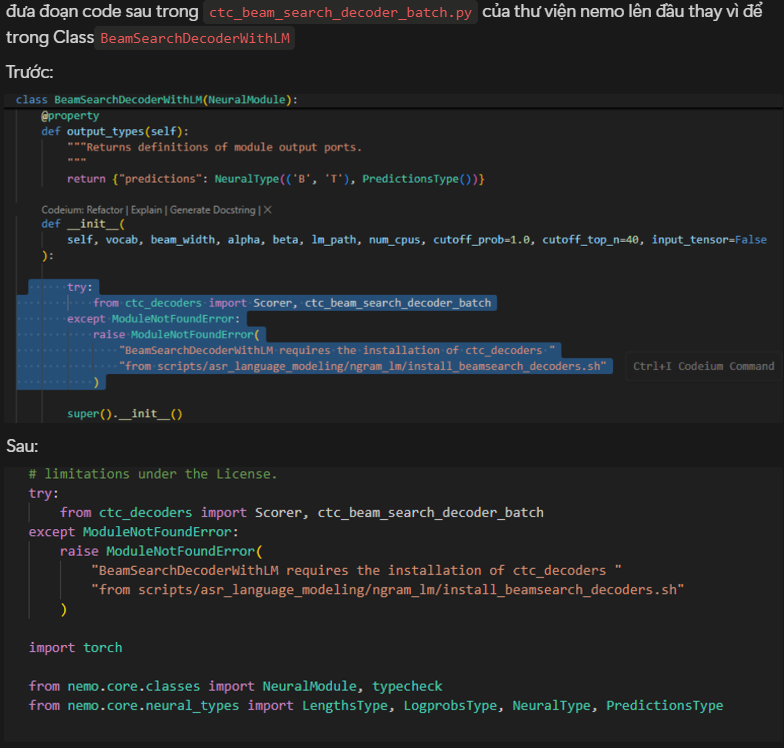 đưa đoạn code sau trong ctc_beam_search_decoder_batch.py của thư viện nemo lên đầu thay vì để
trong Class BeamSearchDecoderWithLM
Trước:
class BeamSearchDecoderWithLM(NeuralModule):
@property
def output_types(self):
"""Returns definitions of module output ports.
"""
return {"predictions": NeuralType(('B', 'T'), PredictionsType())}
Codeium: Refactor | Explain | Generate Docstring | X
def __init__(
self, vocab, beam_width, alpha, beta, lm_path, num_cpus, cutoff_prob=1.0, cutoff_top_n=40, input_tensor=False
):
try:
from ctc_decoders import Scorer, ctc_beam_search_decoder_batch
except ModuleNotFoundError:
raise ModuleNotFoundError(
"BeamSearchDecoderWithLM requires the installation of ctc_decoders "
"from scripts/asr_language_modeling/ngram_lm/install_beamsearch_decoders.sh"
Ctrl+I Codeium Command
)
super().__init__()
Sau:
# limitations under the License.
try:
from ctc_decoders import Scorer, ctc_beam_search_decoder_batch
except ModuleNotFoundError:
raise ModuleNotFoundError(
"BeamSearchDecoderWithLM requires the installation of ctc_decoders "
"from scripts/asr_language_modeling/ngram_lm/install_beamsearch_decoders.sh"
)
import torch
from nemo.core.classes import NeuralModule, typecheck
from nemo.core.neural_types import LengthsType, LogprobsType, NeuralType, PredictionsType